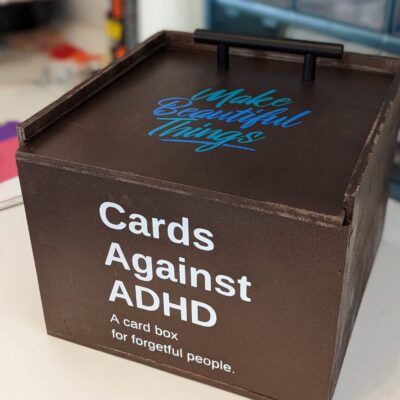 Make
Beautiful
Things
Cards
Against
ADHD
A card box
for forgetful people.